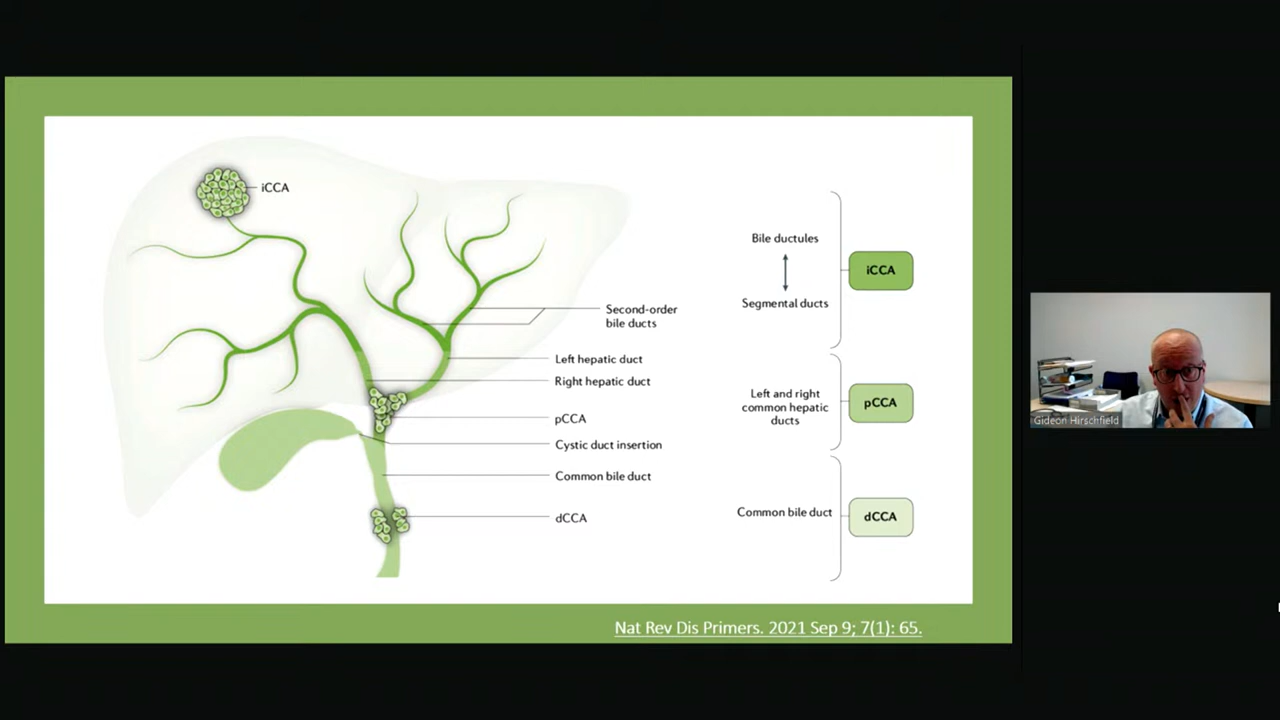 iCCA
Second-order
bile ducts
Left hepatic duct
Right hepatic duct
pCCA
Cystic duct insertion
Common bile duct
dCCA
Bile ductules
Segmental ducts
iCCA
Left and right
common hepatic
ducts
pCCA
Common bile duct
dCCA
Nat Rev Dis Primers. 2021 Sep 9; 7(1): 65.
Gideon Hirschfield